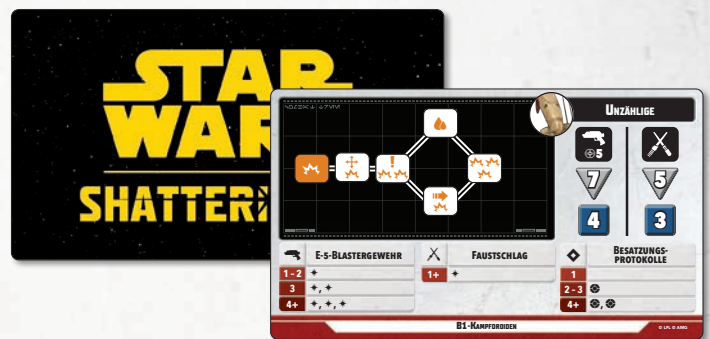 STAR
WAR
SHATTER
UNZÄHLIGE
5
7 5
4 3
E-5-BLASTERGEWEHR
1 - 2
3 ,
4+ , ,
FAUSTSCHLAG
1+
BESATZUNGS-
PROTOKOLLE
1
2 - 3
4+ ,
B1-KAMPFDROIDEN
© LFL © AMG